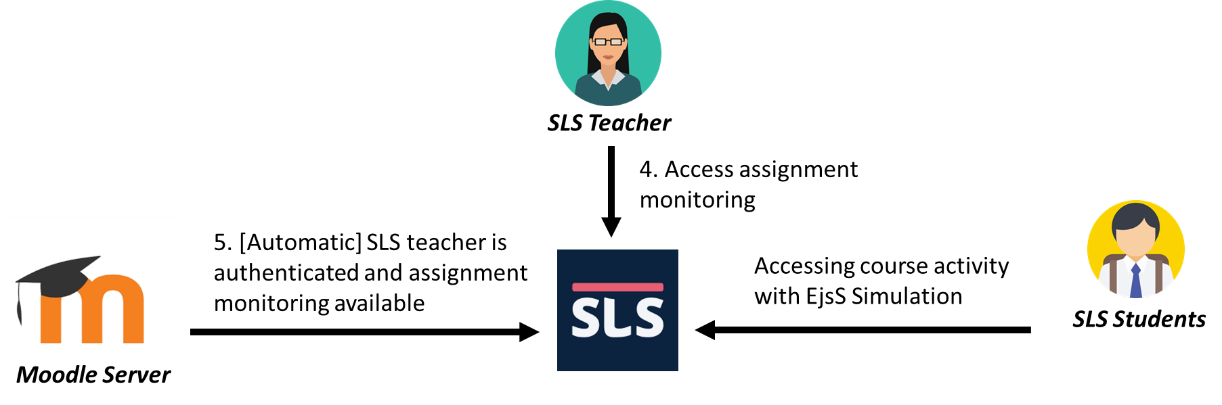 SLS Teacher
4. Access assignment
monitoring
5. [Automatic] SLS teacher is
authenticated and assignment
monitoring available
Accessing course activity
with EjsS Simulation
m
SLS
SLS Students
Moodle Server